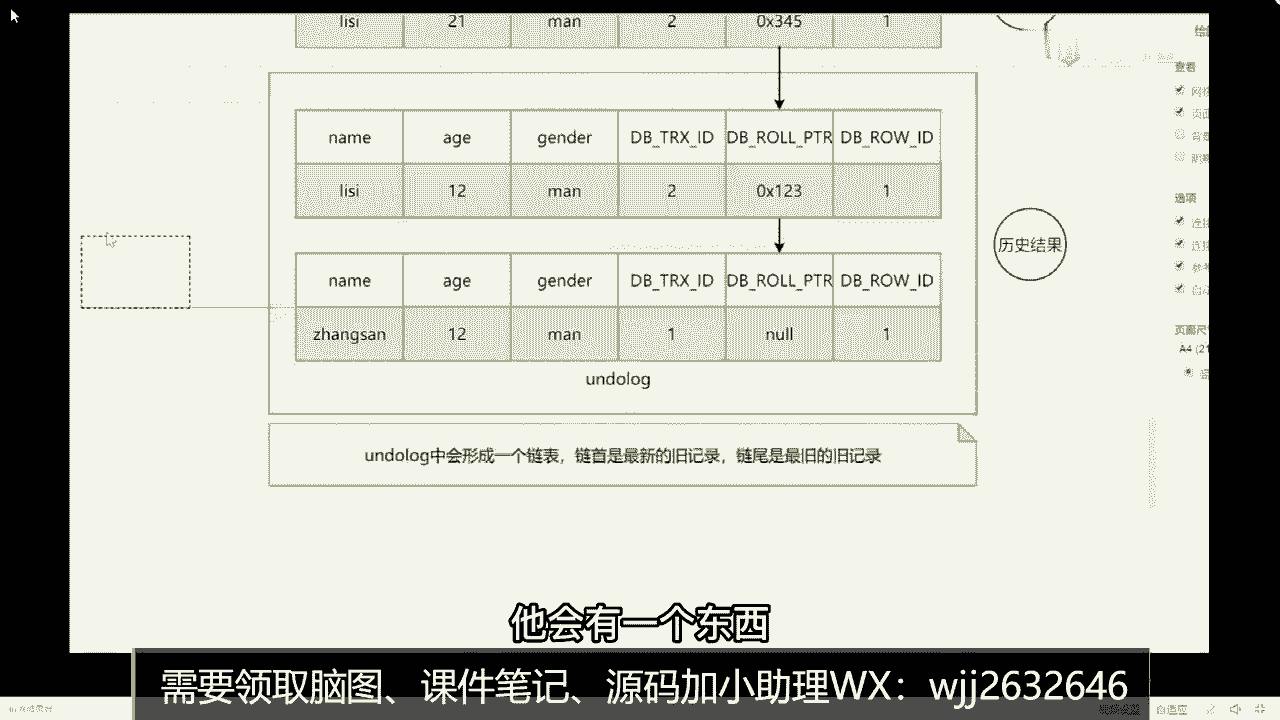 lisi 21 man 2 0x345 1
查看
name age gender DB_TRX_ID DB_ROLL_PTR DB_ROW_ID
lisi 12 man 2 0x123 1
选项
历史结果
name age gender DB_TRX_ID DB_ROLL_PTR DB_ROW_ID
zhangsan 12 man 1 null 1
A4 (21
undolog
undolog中会形成一个链表，链首是最新的旧记录，链尾是最旧的旧记录
他会有一个东西
需要领取脑图、课件笔记、源码加小助理WX：wjj2632646